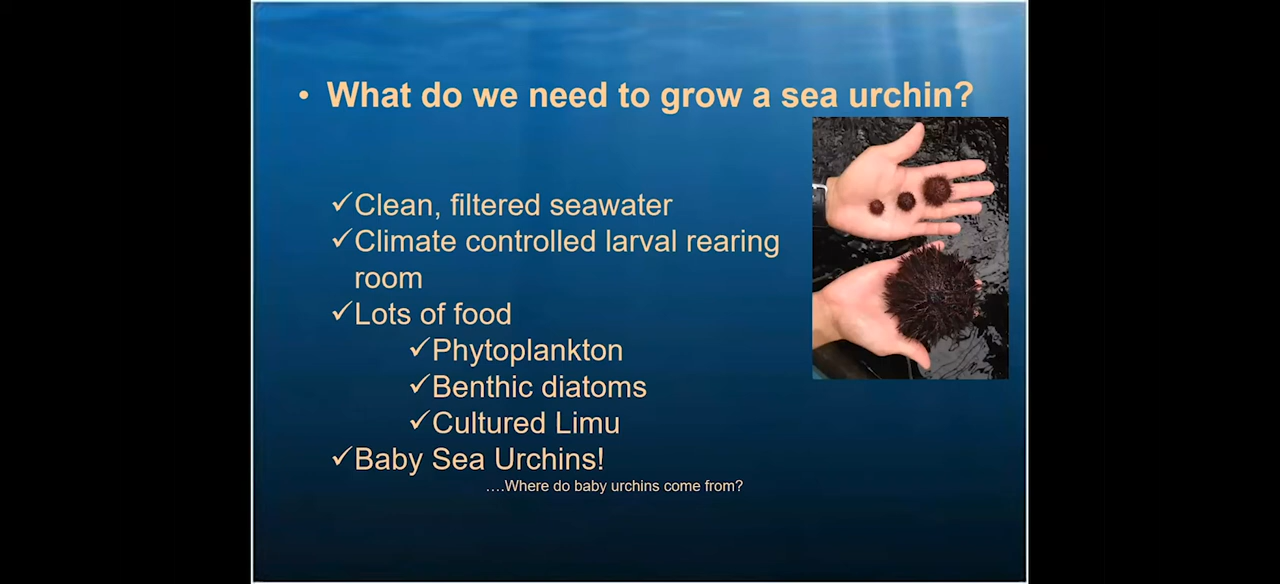 • What do we need to grow a sea urchin?
✓Clean, filtered seawater
✓Climate controlled larval rearing
room
✓Lots of food
✓Phytoplankton
✓Benthic diatoms
✓Cultured Limu
✓Baby Sea Urchins!
….Where do baby urchins come from?